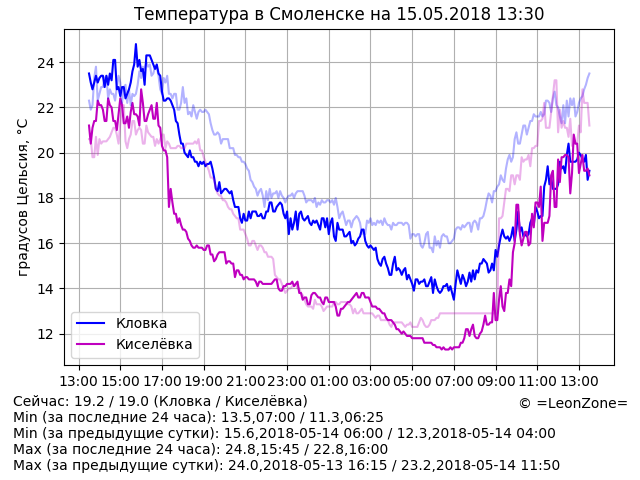 Температура в Смоленске на 15.05.2018 13:30
градусов Цельсия, °C
24
22
20
18
16
14
12
Кловка
Киселёвка
13:00 15:00 17:00 19:00 21:00 23:00 01:00 03:00 05:00 07:00 09:00 11:00 13:00
Сейчас: 19.2 / 19.0 (Кловка / Киселёвка)
© =LeonZone=
Min (за последние 24 часа): 13.5,07:00 / 11.3,06:25
Min (за предыдущие сутки): 15.6,2018-05-14 06:00 / 12.3,2018-05-14 04:00
Max (за последние 24 часа): 24.8,15:45 / 22.8,16:00
Max (за предыдущие сутки): 24.0,2018-05-13 16:15 / 23.2,2018-05-14 11:50